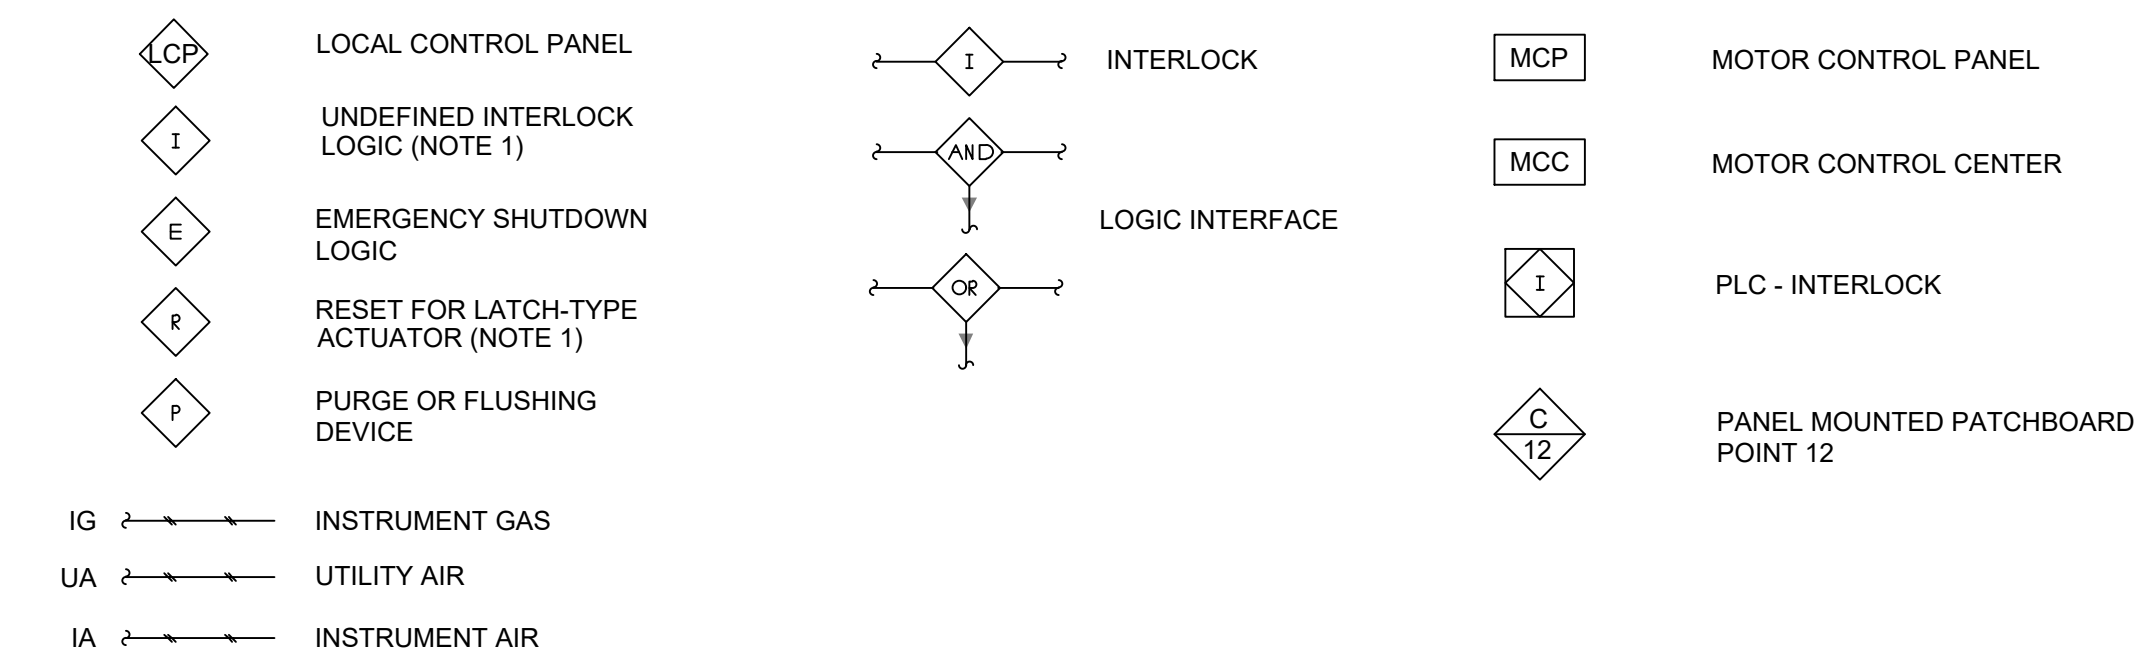 LCP LOCAL CONTROL PANEL
I UNDEFINED INTERLOCK
LOGIC (NOTE 1)
E EMERGENCY SHUTDOWN
LOGIC
R RESET FOR LATCH-TYPE
ACTUATOR (NOTE 1)
P PURGE OR FLUSHING
DEVICE
IG INSTRUMENT GAS
UA UTILITY AIR
IA INSTRUMENT AIR
I INTERLOCK
AND
LOGIC INTERFACE
OR
MCP MOTOR CONTROL PANEL
MCC MOTOR CONTROL CENTER
I PLC - INTERLOCK
C
12
PANEL MOUNTED PATCHBOARD
POINT 12